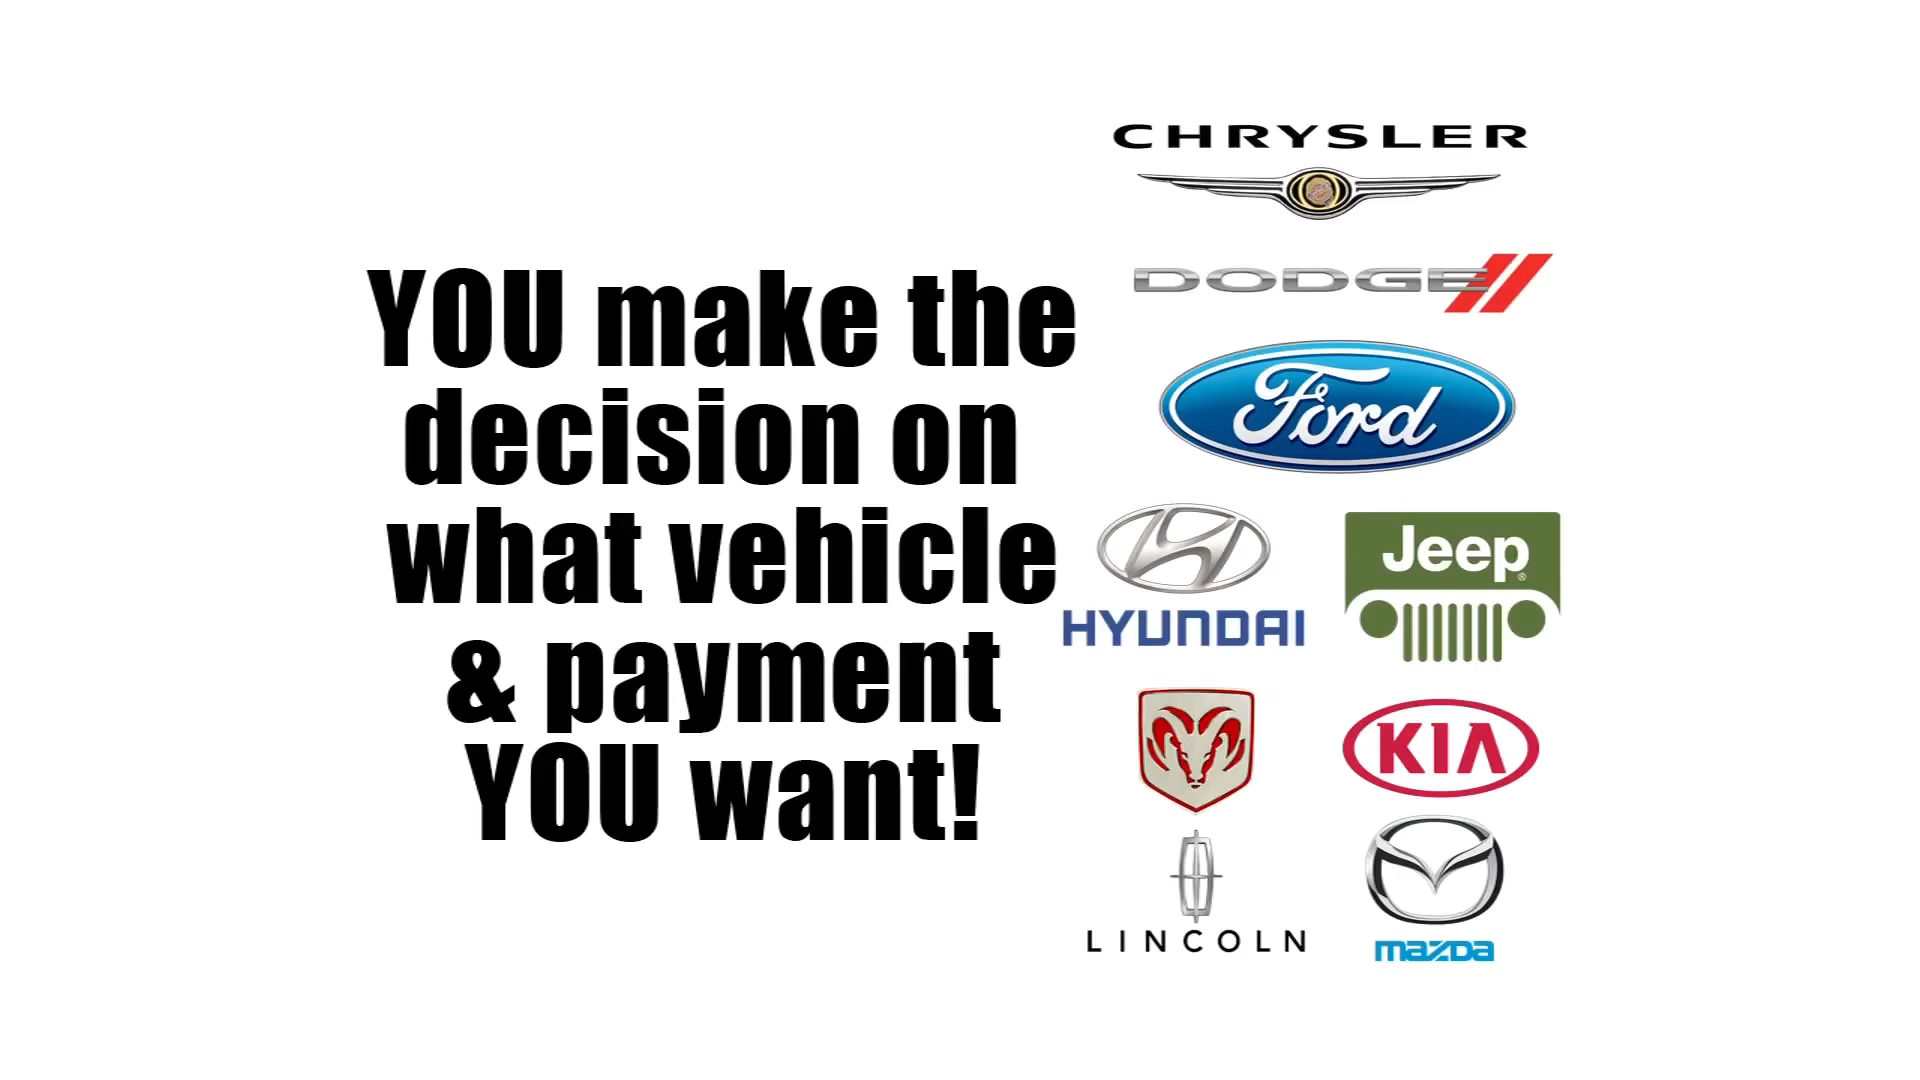 YOU make the
decision on
what vehicle
& payment
YOU want!
CHRYSLER
DODGE
Ford
HYUNDAI
Jeep®
KIA
LINCOLN
mazda